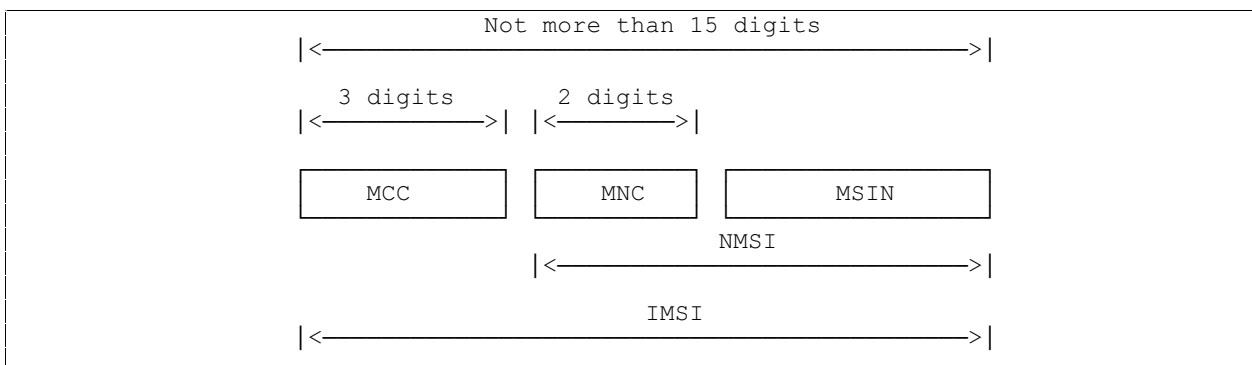 Not more than 15 digits
3 digits 2 digits
MCC MNC MSIN
NMSI
IMSI